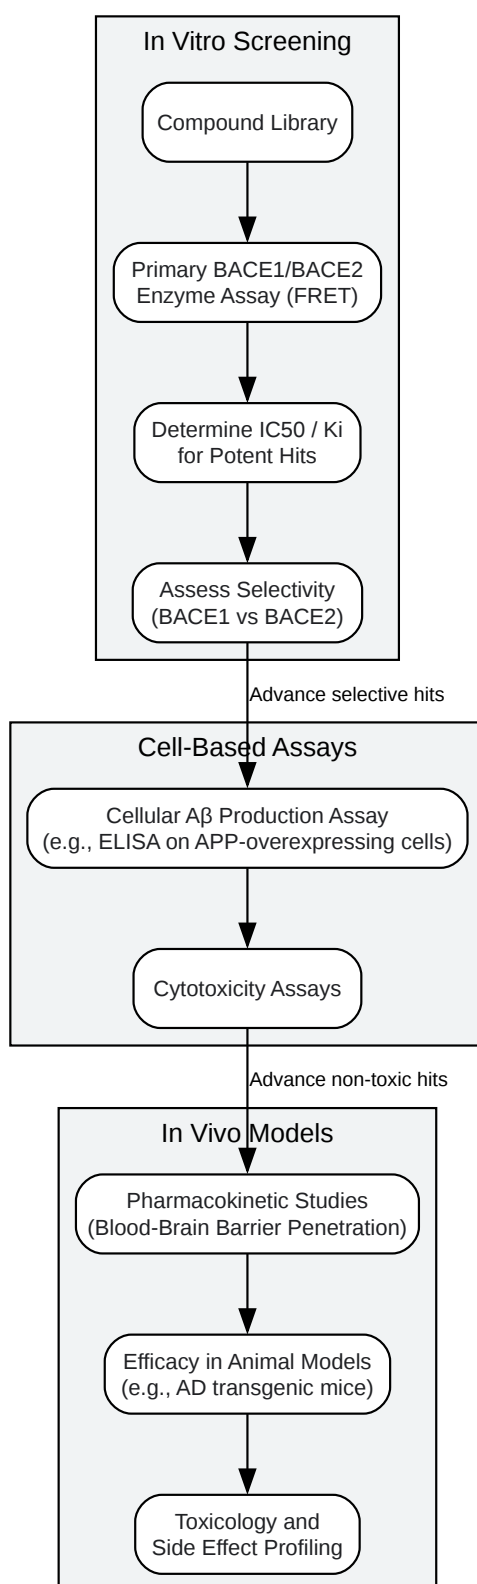 In Vitro Screening
Compound Library
Primary BACE1/BACE2
Enzyme Assay (FRET)
Determine IC50 / Ki
for Potent Hits
Assess Selectivity
(BACE1 vs BACE2)
Advance selective hits
Cell-Based Assays
Cellular Aβ Production Assay
(e.g., ELISA on APP-overexpressing cells)
Cytotoxicity Assays
Advance non-toxic hits
In Vivo Models
Pharmacokinetic Studies
(Blood-Brain Barrier Penetration)
Efficacy in Animal Models
(e.g., AD transgenic mice)
Toxicology and
Side Effect Profiling